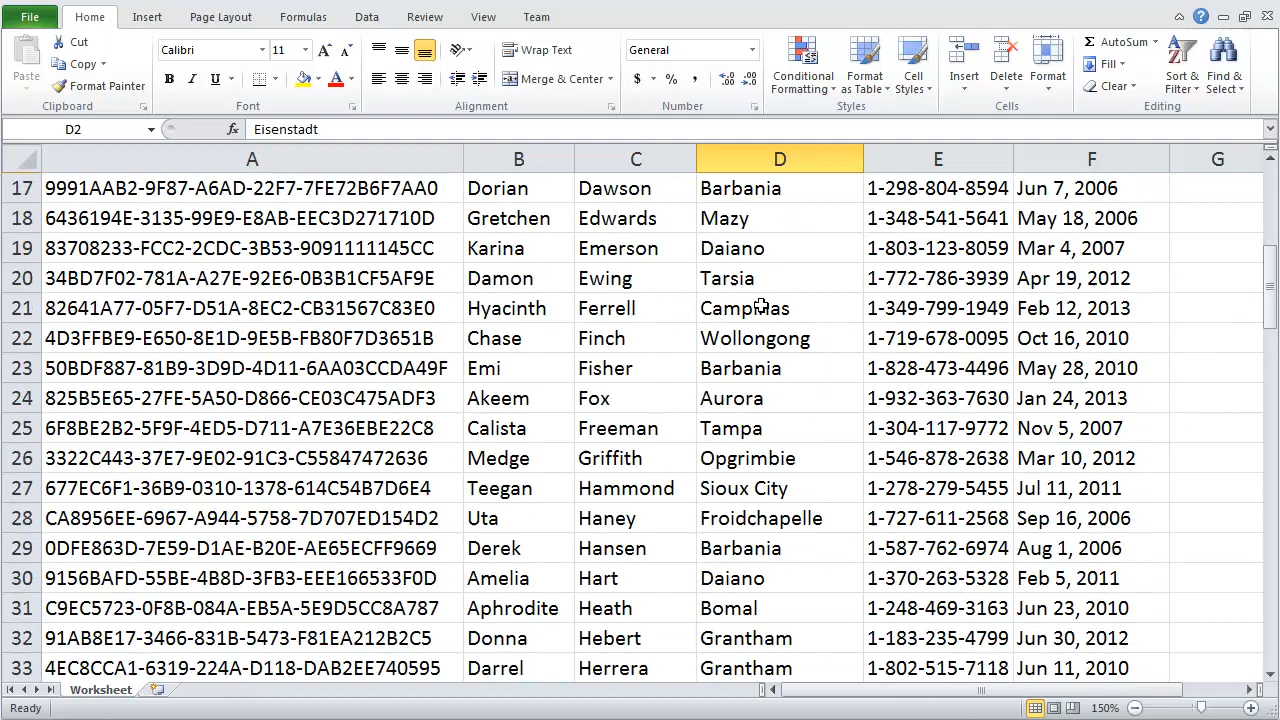 File Home Insert Page Layout Formulas Data Review View Team
Paste Cut Calibri 11 A A Wrap Text General Conditional Formatting Format as Table Cell Styles Insert Delete Format Σ AutoSum Sort & Filter Find & Select
Copy Fill
Format Painter B I U A Merge & Center $ % , Clear
Clipboard Font Alignment Number Styles Cells Editing
D2 fx Eisenstadt
A B C D E F G
17 9991AAB2-9F87-A6AD-22F7-7FE72B6F7AA0 Dorian Dawson Barbania 1-298-804-8594 Jun 7, 2006
18 6436194E-3135-99E9-E8AB-EEC3D271710D Gretchen Edwards Mazy 1-348-541-5641 May 18, 2006
19 83708233-FCC2-2CDC-3B53-9091111145CC Karina Emerson Daiano 1-803-123-8059 Mar 4, 2007
20 34BD7F02-781A-A27E-92E6-0B3B1CF5AF9E Damon Ewing Tarsia 1-772-786-3939 Apr 19, 2012
21 82641A77-05F7-D51A-8EC2-CB31567C83E0 Hyacinth Ferrell 1-349-799-1949 Feb 12, 2013
22 4D3FFBE9-E650-8E1D-9E5B-FB80F7D3651B Chase Finch Wollongong 1-719-678-0095 Oct 16, 2010
23 50BDF887-81B9-3D9D-4D11-6AA03CCDA49F Emi Fisher Barbania 1-828-473-4496 May 28, 2010
24 825B5E65-27FE-5A50-D866-CE03C475ADF3 Akeem Fox Aurora 1-932-363-7630 Jan 24, 2013
25 6F8BE2B2-5F9F-4ED5-D711-A7E36EBE22C8 Calista Freeman Tampa 1-304-117-9772 Nov 5, 2007
26 3322C443-37E7-9E02-91C3-C55847472636 Medge Griffith Opgrimbie 1-546-878-2638 Mar 10, 2012
27 677EC6F1-36B9-0310-1378-614C54B7D6E4 Teegan Hammond Sioux City 1-278-279-5455 Jul 11, 2011
28 CA8956EE-6967-A944-5758-7D707ED154D2 Uta Haney Froidchapelle 1-727-611-2568 Sep 16, 2006
29 0DFE863D-7E59-D1AE-B20E-AE65ECFF9669 Derek Hansen Barbania 1-587-762-6974 Aug 1, 2006
30 9156BAFD-55BE-4B8D-3FB3-EEE166533F0D Amelia Hart Daiano 1-370-263-5328 Feb 5, 2011
31 C9EC5723-0F8B-084A-EB5A-5E9D5CC8A787 Aphrodite Heath Bomal 1-248-469-3163 Jun 23, 2010
32 91AB8E17-3466-831B-5473-F81EA212B2C5 Donna Hebert Grantham 1-183-235-4799 Jun 30, 2012
33 4EC8CCA1-6319-224A-D118-DAB2EE740595 Darrel Herrera Grantham 1-802-515-7118 Jun 11, 2010
Worksheet
Ready 150%